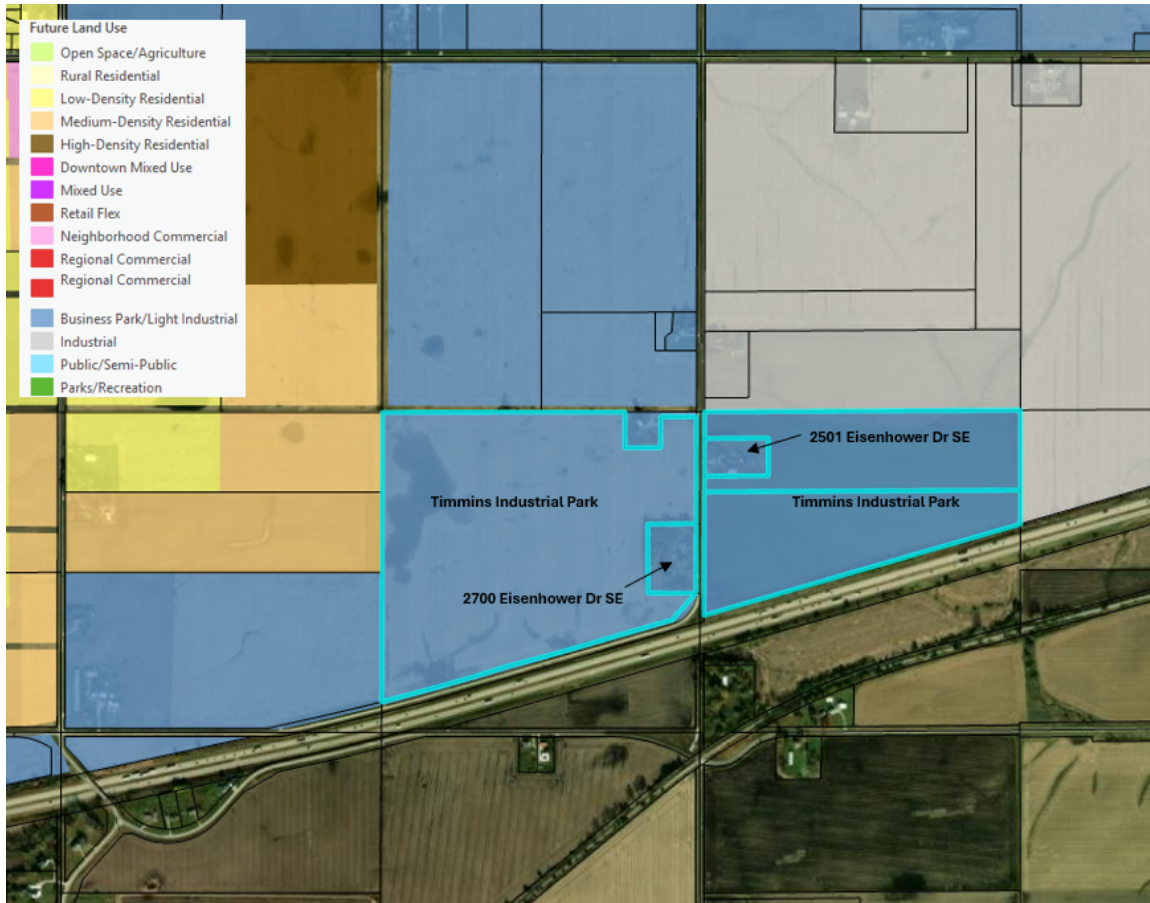 Future Land Use
Open Space/Agriculture
Rural Residential
Low-Density Residential
Medium-Density Residential
High-Density Residential
Downtown Mixed Use
Mixed Use
Retail Flex
Neighborhood Commercial
Regional Commercial
Regional Commercial
Business Park/Light Industrial
Industrial
Public/Semi-Public
Parks/Recreation
2501 Eisenhower Dr SE
Timmins Industrial Park
Timmins Industrial Park
2700 Eisenhower Dr SE